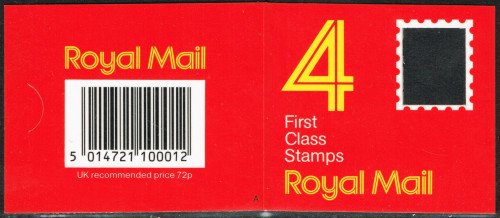 Royal Mail
5 014721 100012
UK recommended price 72p
4
First
Class
Stamps
Royal Mail
A